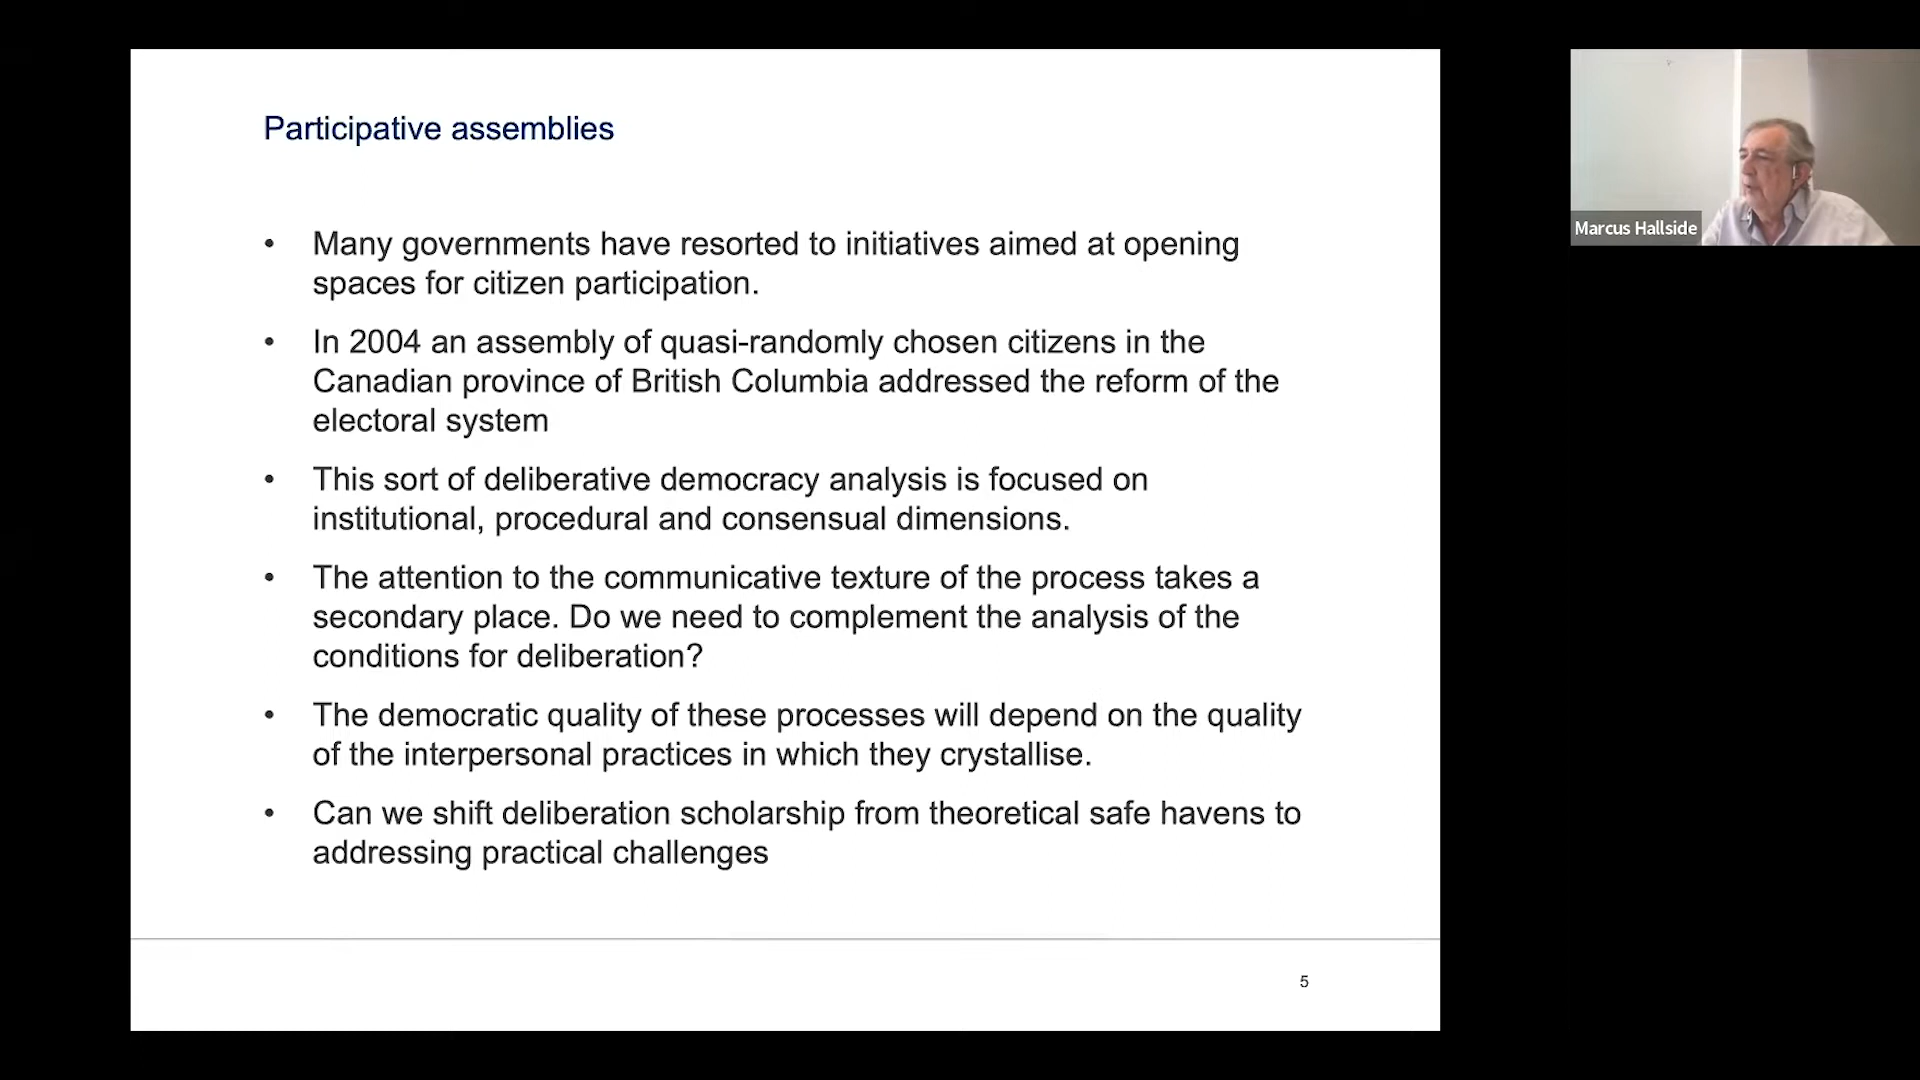 Participative assemblies
• Many governments have resorted to initiatives aimed at opening
spaces for citizen participation.
• In 2004 an assembly of quasi-randomly chosen citizens in the
Canadian province of British Columbia addressed the reform of the
electoral system
• This sort of deliberative democracy analysis is focused on
institutional, procedural and consensual dimensions.
• The attention to the communicative texture of the process takes a
secondary place. Do we need to complement the analysis of the
conditions for deliberation?
• The democratic quality of these processes will depend on the quality
of the interpersonal practices in which they crystallise.
• Can we shift deliberation scholarship from theoretical safe havens to
addressing practical challenges
5
Marcus Hallside